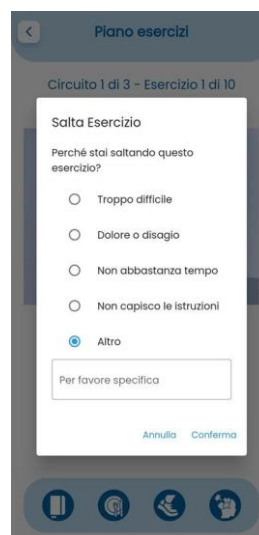 Piano esercizi
Circuito 1 di 3 - Esercizio 1 di 10
Salta Esercizio
Perché stai saltando questo
esercizio?
Troppo difficile
Dolore o disagio
Non abbastanza tempo
Non capisco le istruzioni
Altro
Per favore specifica
Annulla Conferma